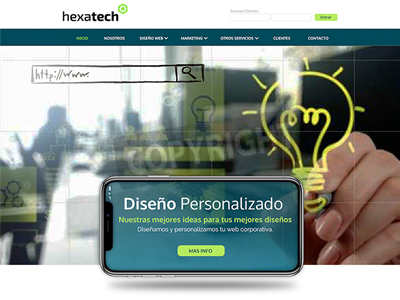 hexatech
Acceso Clientes
Entrar
INICIO NOSOTROS DISEÑO WEB MARKETING OTROS SERVICIOS CLIENTES CONTACTO
http://www.
COPYRIGHT
Diseño Personalizado
Nuestras mejores ideas para tus mejores diseños
Diseñamos y personalizamos tu web corporativa.
MAS INFO